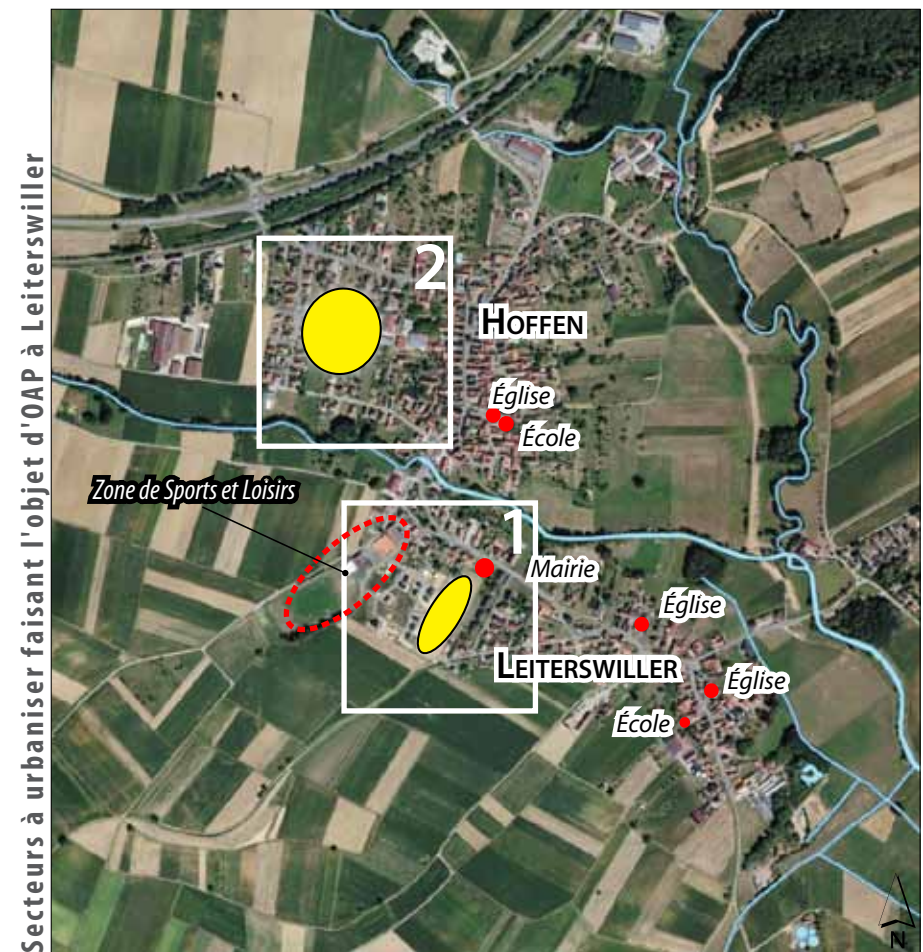 Secteurs à urbaniser faisant l'objet d'OAP à Leiterswiller
2
HOFFEN
Église
École
Zone de Sports et Loisirs
1
Mairie
Église
LEITERSWILLER
Église
École
N